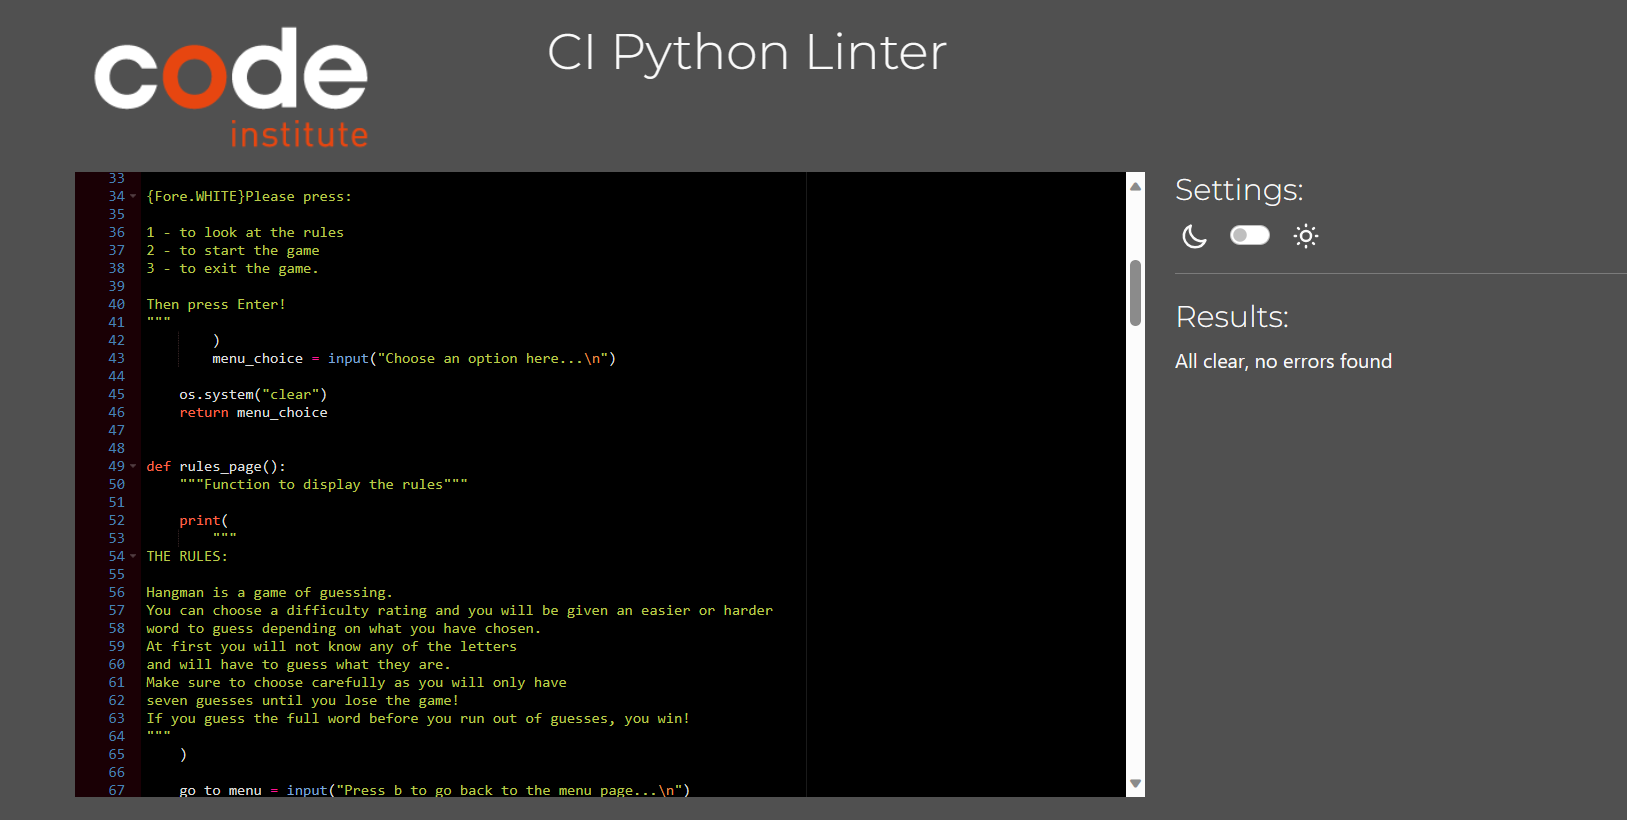 code
institute
CI Python Linter
33
34 {Fore.WHITE}Please press:
35
36 1 - to look at the rules
37 2 - to start the game
38 3 - to exit the game.
39
40 Then press Enter!
41 """
42         )
43         menu_choice = input("Choose an option here...\n")
44
45     os.system("clear")
46     return menu_choice
47
48
49 def rules_page():
50     """Function to display the rules"""
51
52     print(
53         """
54 THE RULES:
55
56 Hangman is a game of guessing.
57 You can choose a difficulty rating and you will be given an easier or harder
58 word to guess depending on what you have chosen.
59 At first you will not know any of the letters
60 and will have to guess what they are.
61 Make sure to choose carefully as you will only have
62 seven guesses until you lose the game!
63 If you guess the full word before you run out of guesses, you win!
64 """
65     )
66
67     go_to_menu = input("Press b to go back to the menu page...\n")
Settings:
Results:
All clear, no errors found